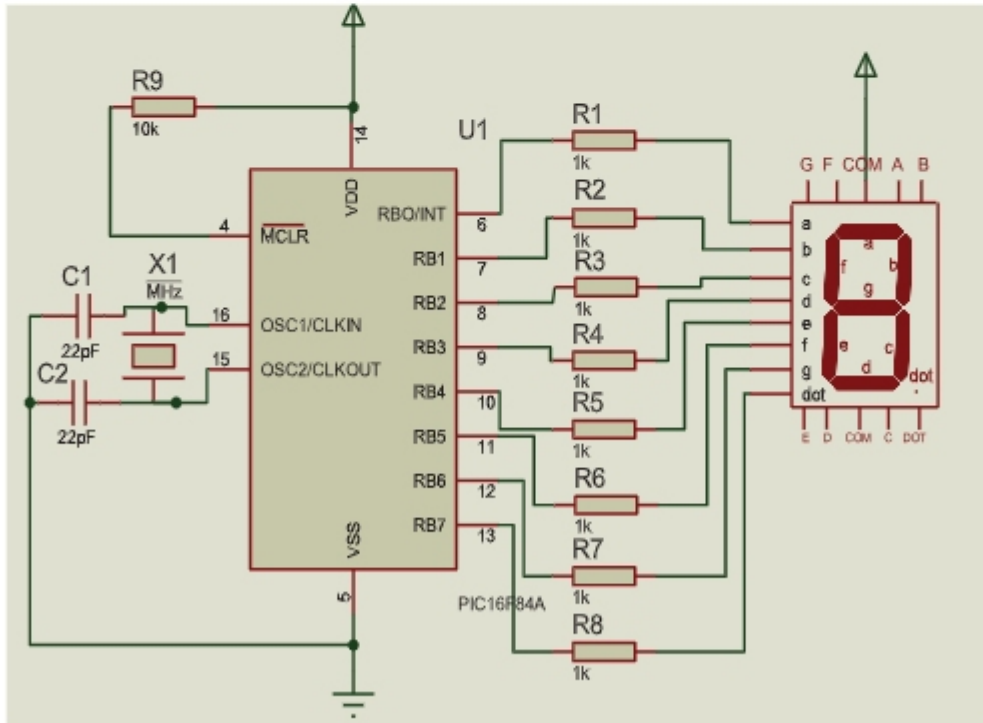 R9
10k
14
VDD
U1
R1
1k
RBO/INT
6
4
MCLR
R2
1k
RB1
7
C1
22pF
X1
MHz
16
OSC1/CLKIN
R3
1k
RB2
8
15
OSC2/CLKOUT
R4
1k
RB3
9
C2
22pF
R5
1k
RB4
10
RB5
11
R6
1k
RB6
12
R7
1k
RB7
13
VSS
5
PIC16F84A
R8
1k
G F COM A B
a
b
c
d
e
f
g
dot
a
f b
g
e c
d
dot
E D COM C DOT